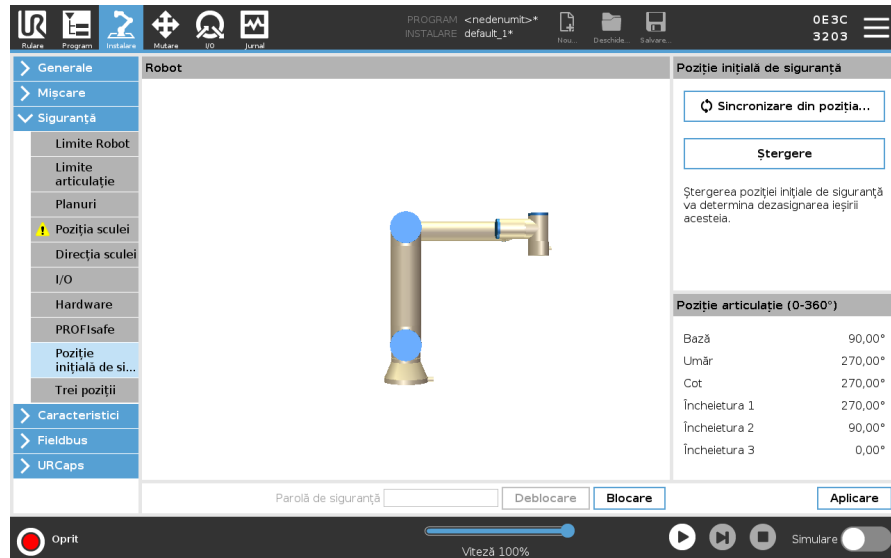 UR
Rulare
Program
Instalare
Mutare
I/O
Jurnal
PROGRAM <nedenumit>*
INSTALARE default_1*
Nou...
Deschide...
Salvare...
0E3C
3203
Generale
Mișcare
Siguranță
Limite Robot
Limite
articulație
Planuri
Poziția sculei
Direcția sculei
I/O
Hardware
PROFIsafe
Poziție
inițială de si...
Trei poziții
Caracteristici
Fieldbus
URCaps
Robot
Poziție inițială de siguranță
Sincronizare din poziția...
Ștergere
Ștergerea poziției inițiale de siguranță
va determina dezasignarea ieșirii
acesteia.
Poziție articulație (0-360°)
Bază 90,00°
Umăr 270,00°
Cot 270,00°
Încheietura 1 270,00°
Încheietura 2 90,00°
Încheietura 3 0,00°
Parolă de siguranță
Deblocare
Blocare
Aplicare
Oprit
Viteză 100%
Simulare